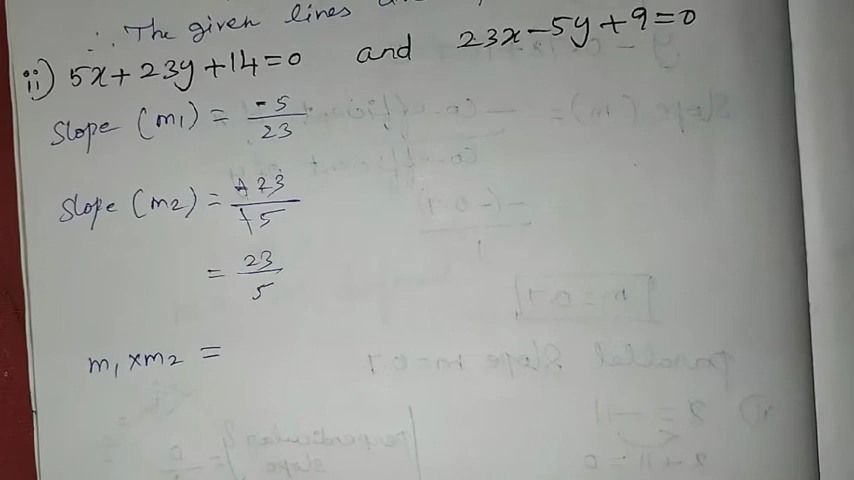 ∴ The given lines
ii) 5x + 23y + 14 = 0 and 23x - 5y + 9 = 0
Slope (m1) = -5/23
Slope (m2) = +23/+5
= 23/5
m1 × m2 =